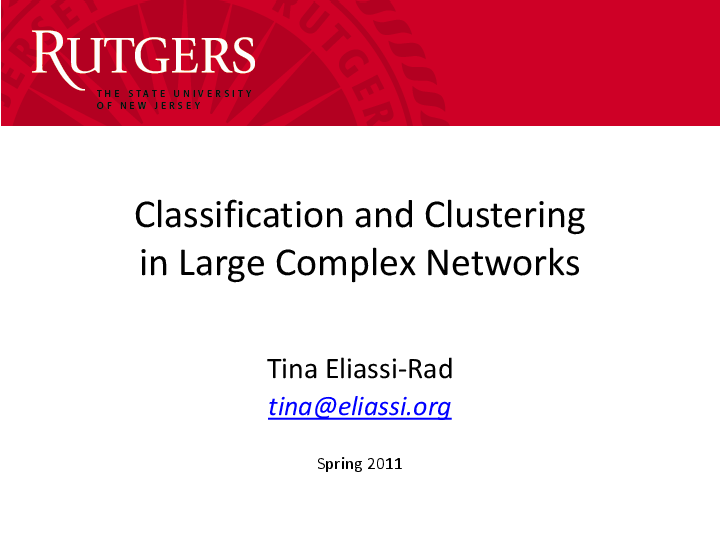 RUTGERS
THE STATE UNIVERSITY
OF NEW JERSEY
Classification and Clustering
in Large Complex Networks
Tina Eliassi-Rad
tina@eliassi.org
Spring 2011